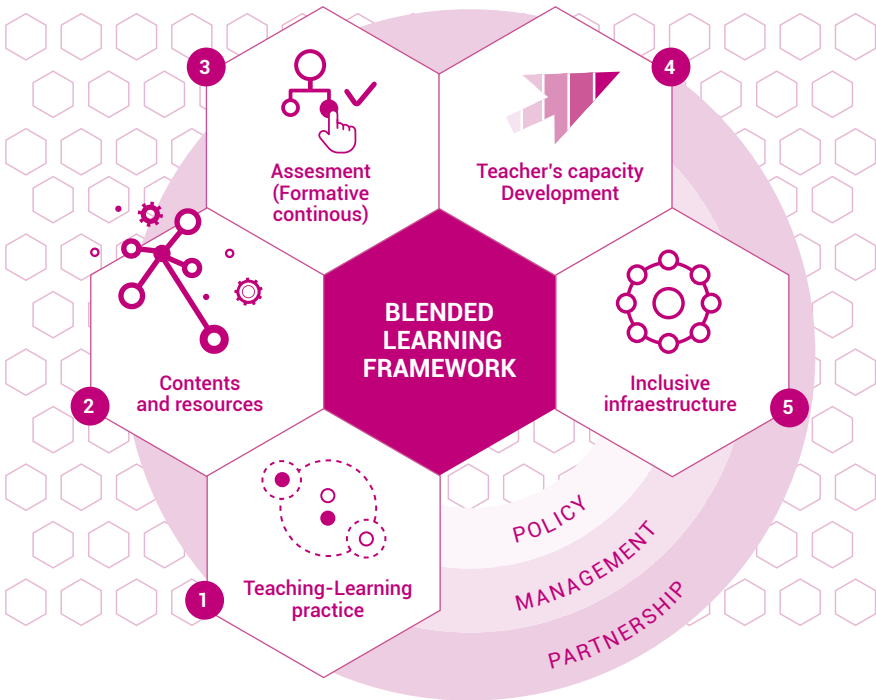 3
Assesment
(Formative
continous)
4
Teacher's capacity
Development
2
Contents
and resources
BLENDED
LEARNING
FRAMEWORK
Inclusive
infraestructure
5
1
Teaching-Learning
practice
POLICY
MANAGEMENT
PARTNERSHIP